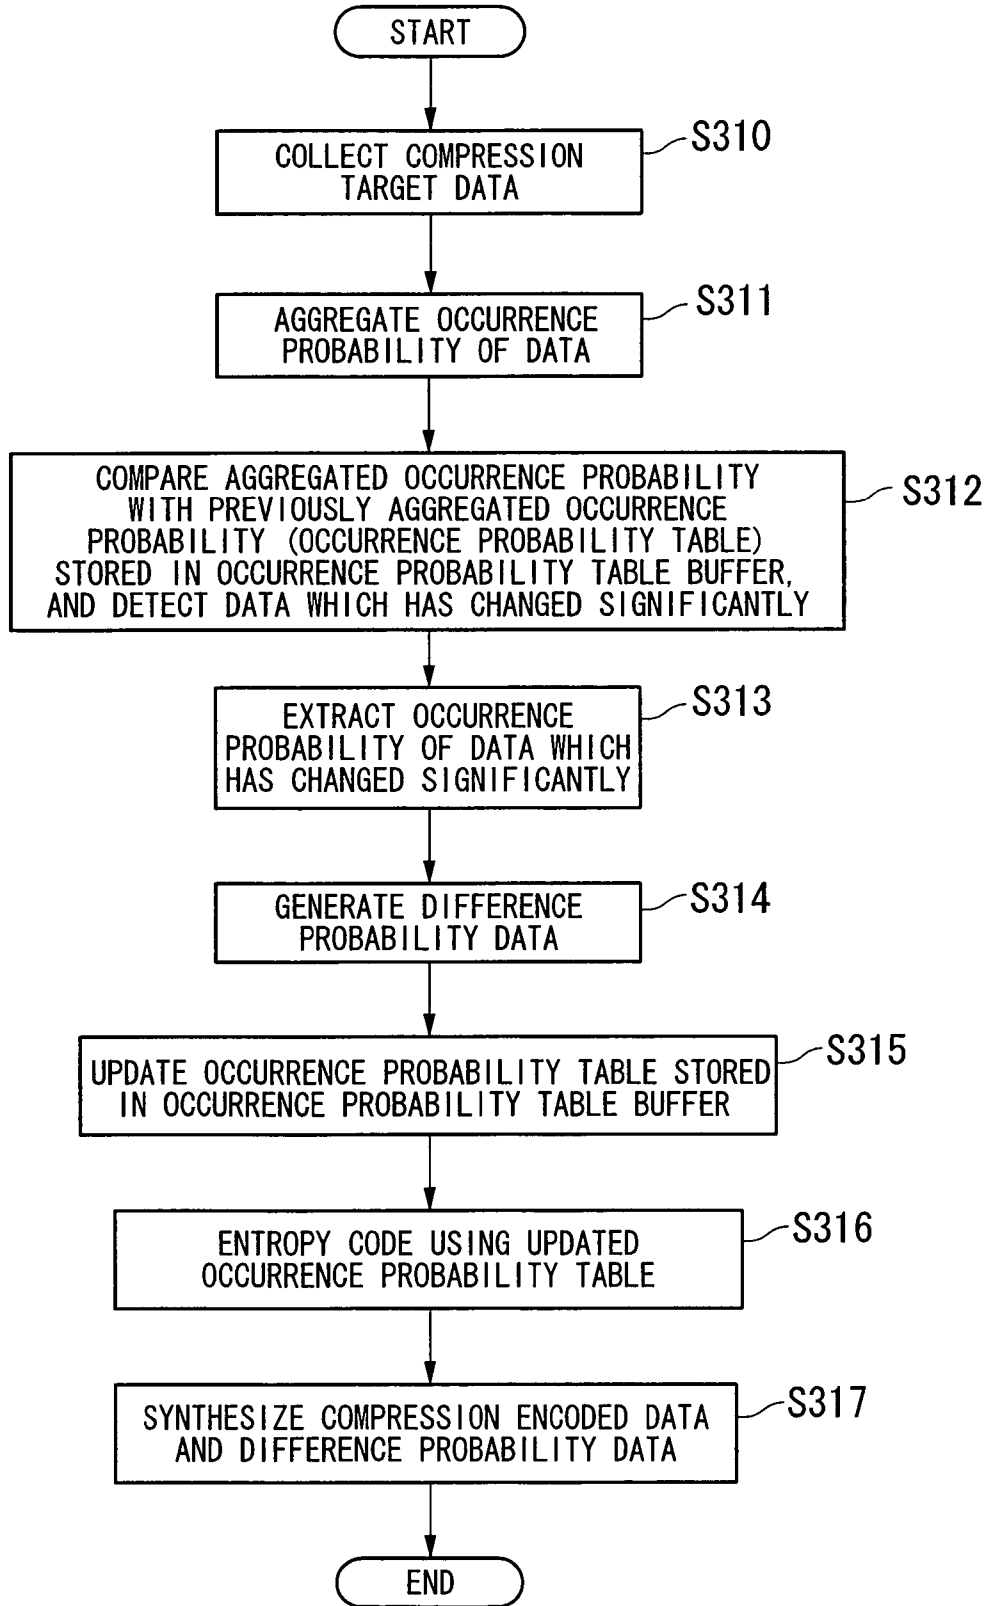 START
S310
COLLECT COMPRESSION
TARGET DATA
S311
AGGREGATE OCCURRENCE
PROBABILITY OF DATA
S312
COMPARE AGGREGATED OCCURRENCE PROBABILITY
WITH PREVIOUSLY AGGREGATED OCCURRENCE
PROBABILITY (OCCURRENCE PROBABILITY TABLE)
STORED IN OCCURRENCE PROBABILITY TABLE BUFFER,
AND DETECT DATA WHICH HAS CHANGED SIGNIFICANTLY
S313
EXTRACT OCCURRENCE
PROBABILITY OF DATA WHICH
HAS CHANGED SIGNIFICANTLY
S314
GENERATE DIFFERENCE
PROBABILITY DATA
S315
UPDATE OCCURRENCE PROBABILITY TABLE STORED
IN OCCURRENCE PROBABILITY TABLE BUFFER
S316
ENTROPY CODE USING UPDATED
OCCURRENCE PROBABILITY TABLE
S317
SYNTHESIZE COMPRESSION ENCODED DATA
AND DIFFERENCE PROBABILITY DATA
END